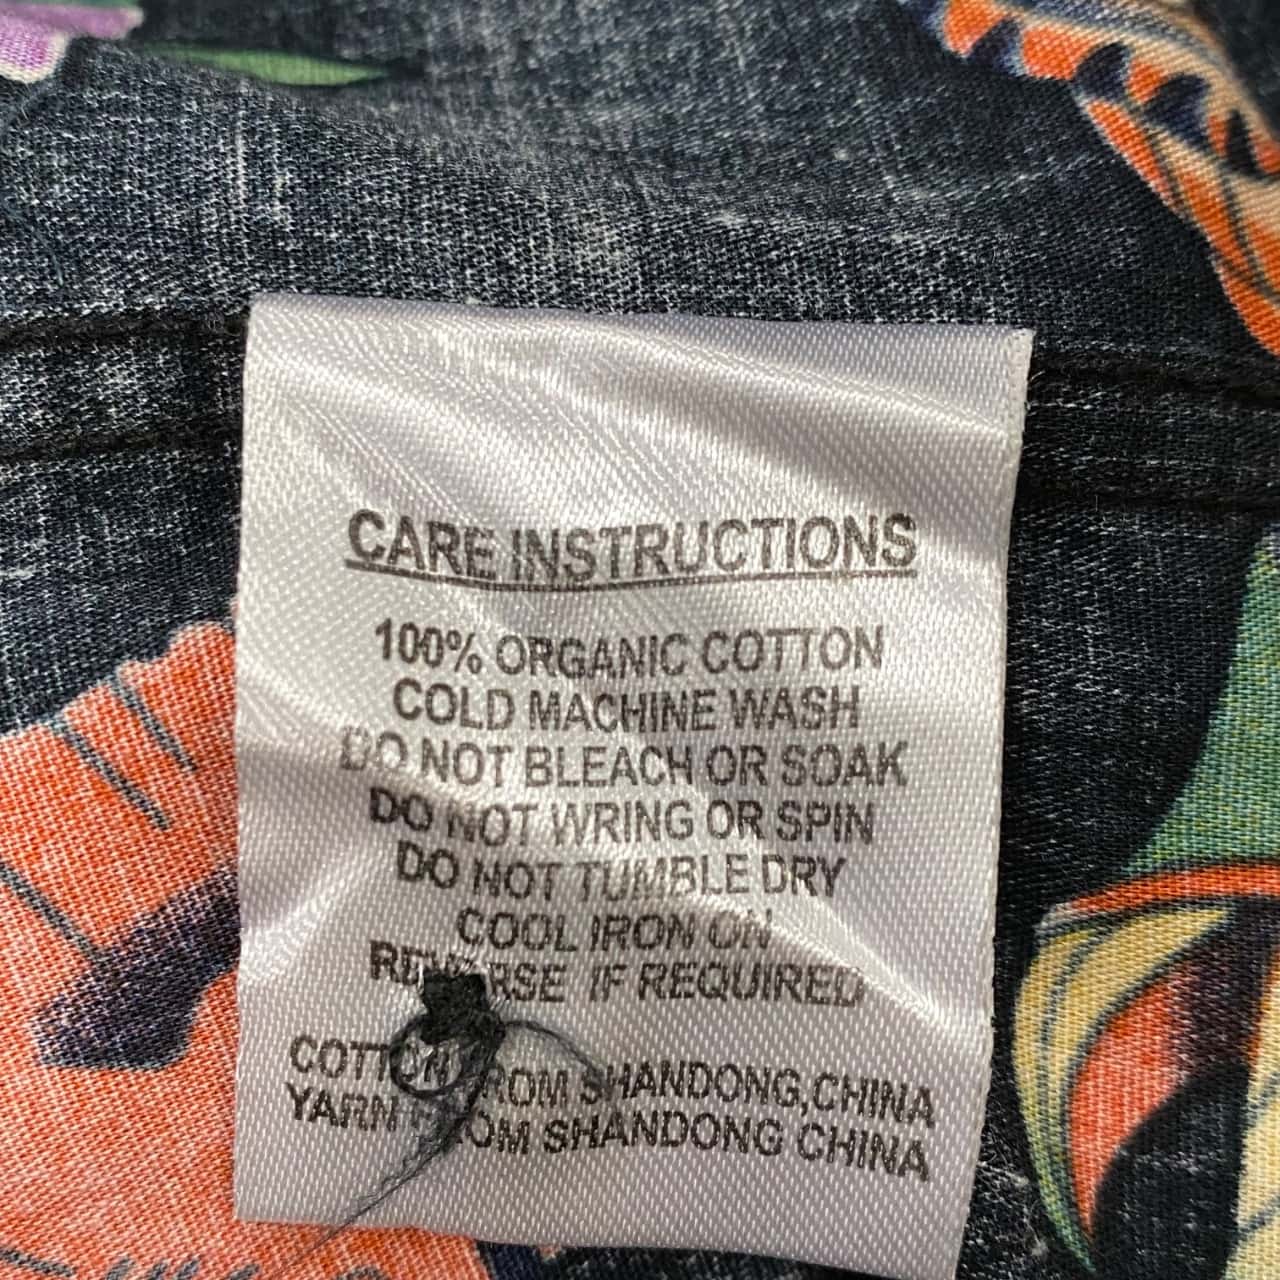 CARE INSTRUCTIONS
100% ORGANIC COTTON
COLD MACHINE WASH
DO NOT BLEACH OR SOAK
DO NOT WRING OR SPIN
DO NOT TUMBLE DRY
COOL IRON ON
REVERSE IF REQUIRED
COTTON FROM SHANDONG,CHINA
YARN FROM SHANDONG CHINA